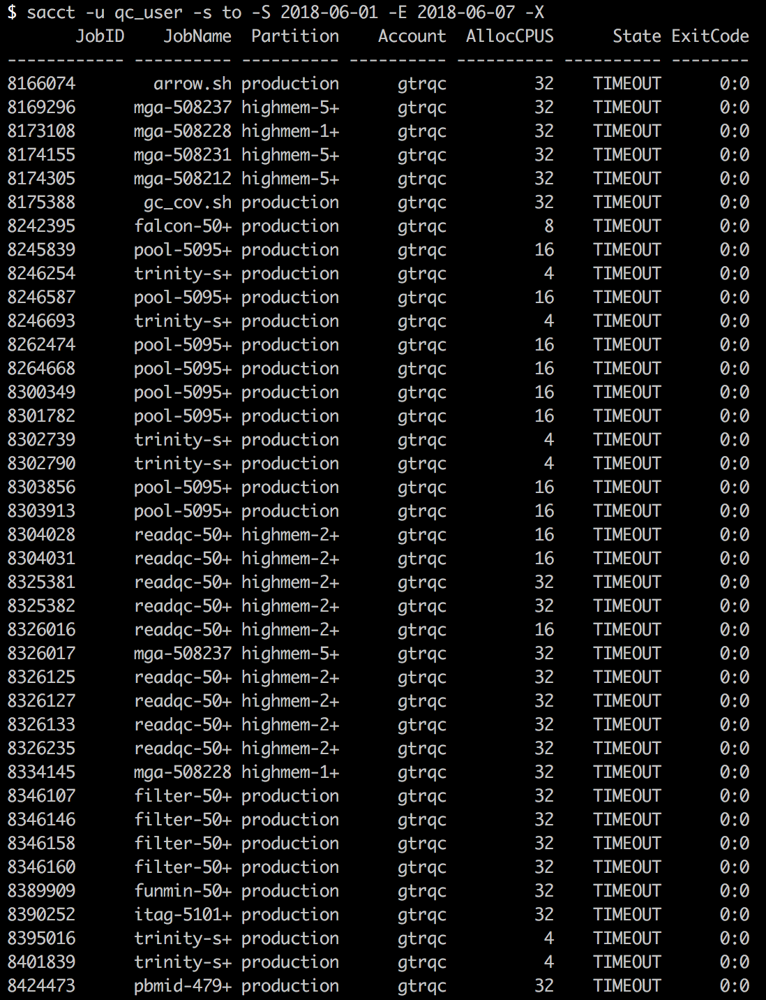 $ sacct -u qc_user -s to -S 2018-06-01 -E 2018-06-07 -X
JobID JobName Partition Account AllocCPUS State ExitCode
------------ ---------- ---------- ---------- ---------- ---------- --------
8166074 arrow.sh production gtrqc 32 TIMEOUT 0:0
8169296 mga-508237 highmem-5+ gtrqc 32 TIMEOUT 0:0
8173108 mga-508228 highmem-1+ gtrqc 32 TIMEOUT 0:0
8174155 mga-508231 highmem-5+ gtrqc 32 TIMEOUT 0:0
8174305 mga-508212 highmem-5+ gtrqc 32 TIMEOUT 0:0
8175388 gc_cov.sh production gtrqc 32 TIMEOUT 0:0
8242395 falcon-50+ production gtrqc 8 TIMEOUT 0:0
8245839 pool-5095+ production gtrqc 16 TIMEOUT 0:0
8246254 trinity-s+ production gtrqc 4 TIMEOUT 0:0
8246587 pool-5095+ production gtrqc 16 TIMEOUT 0:0
8246693 trinity-s+ production gtrqc 4 TIMEOUT 0:0
8262474 pool-5095+ production gtrqc 16 TIMEOUT 0:0
8264668 pool-5095+ production gtrqc 16 TIMEOUT 0:0
8300349 pool-5095+ production gtrqc 16 TIMEOUT 0:0
8301782 pool-5095+ production gtrqc 16 TIMEOUT 0:0
8302739 trinity-s+ production gtrqc 4 TIMEOUT 0:0
8302790 trinity-s+ production gtrqc 4 TIMEOUT 0:0
8303856 pool-5095+ production gtrqc 16 TIMEOUT 0:0
8303913 pool-5095+ production gtrqc 16 TIMEOUT 0:0
8304028 readqc-50+ highmem-2+ gtrqc 16 TIMEOUT 0:0
8304031 readqc-50+ highmem-2+ gtrqc 16 TIMEOUT 0:0
8325381 readqc-50+ highmem-2+ gtrqc 32 TIMEOUT 0:0
8325382 readqc-50+ highmem-2+ gtrqc 32 TIMEOUT 0:0
8326016 readqc-50+ highmem-2+ gtrqc 16 TIMEOUT 0:0
8326017 mga-508237 highmem-5+ gtrqc 32 TIMEOUT 0:0
8326125 readqc-50+ highmem-2+ gtrqc 32 TIMEOUT 0:0
8326127 readqc-50+ highmem-2+ gtrqc 32 TIMEOUT 0:0
8326133 readqc-50+ highmem-2+ gtrqc 32 TIMEOUT 0:0
8326235 readqc-50+ highmem-2+ gtrqc 32 TIMEOUT 0:0
8334145 mga-508228 highmem-1+ gtrqc 32 TIMEOUT 0:0
8346107 filter-50+ production gtrqc 32 TIMEOUT 0:0
8346146 filter-50+ production gtrqc 32 TIMEOUT 0:0
8346158 filter-50+ production gtrqc 32 TIMEOUT 0:0
8346160 filter-50+ production gtrqc 32 TIMEOUT 0:0
8389909 funmin-50+ production gtrqc 32 TIMEOUT 0:0
8390252 itag-5101+ production gtrqc 32 TIMEOUT 0:0
8395016 trinity-s+ production gtrqc 4 TIMEOUT 0:0
8401839 trinity-s+ production gtrqc 4 TIMEOUT 0:0
8424473 pbmid-479+ production gtrqc 32 TIMEOUT 0:0